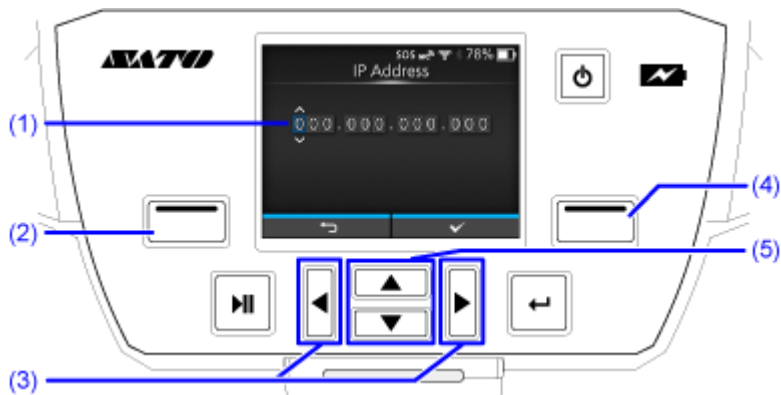 SATO
SOS 78%
IP Address
000.000.000.000
(1)
(2)
(3)
(4)
(5)